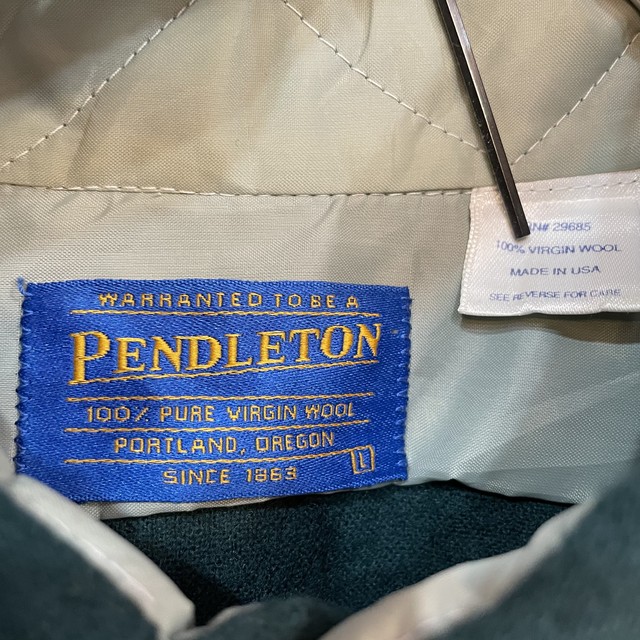 WARRANTED TO BE A
PENDLETON
100% PURE VIRGIN WOOL
PORTLAND, OREGON
SINCE 1863
L
29685
100% VIRGIN WOOL
MADE IN USA
SEE REVERSE FOR CARE